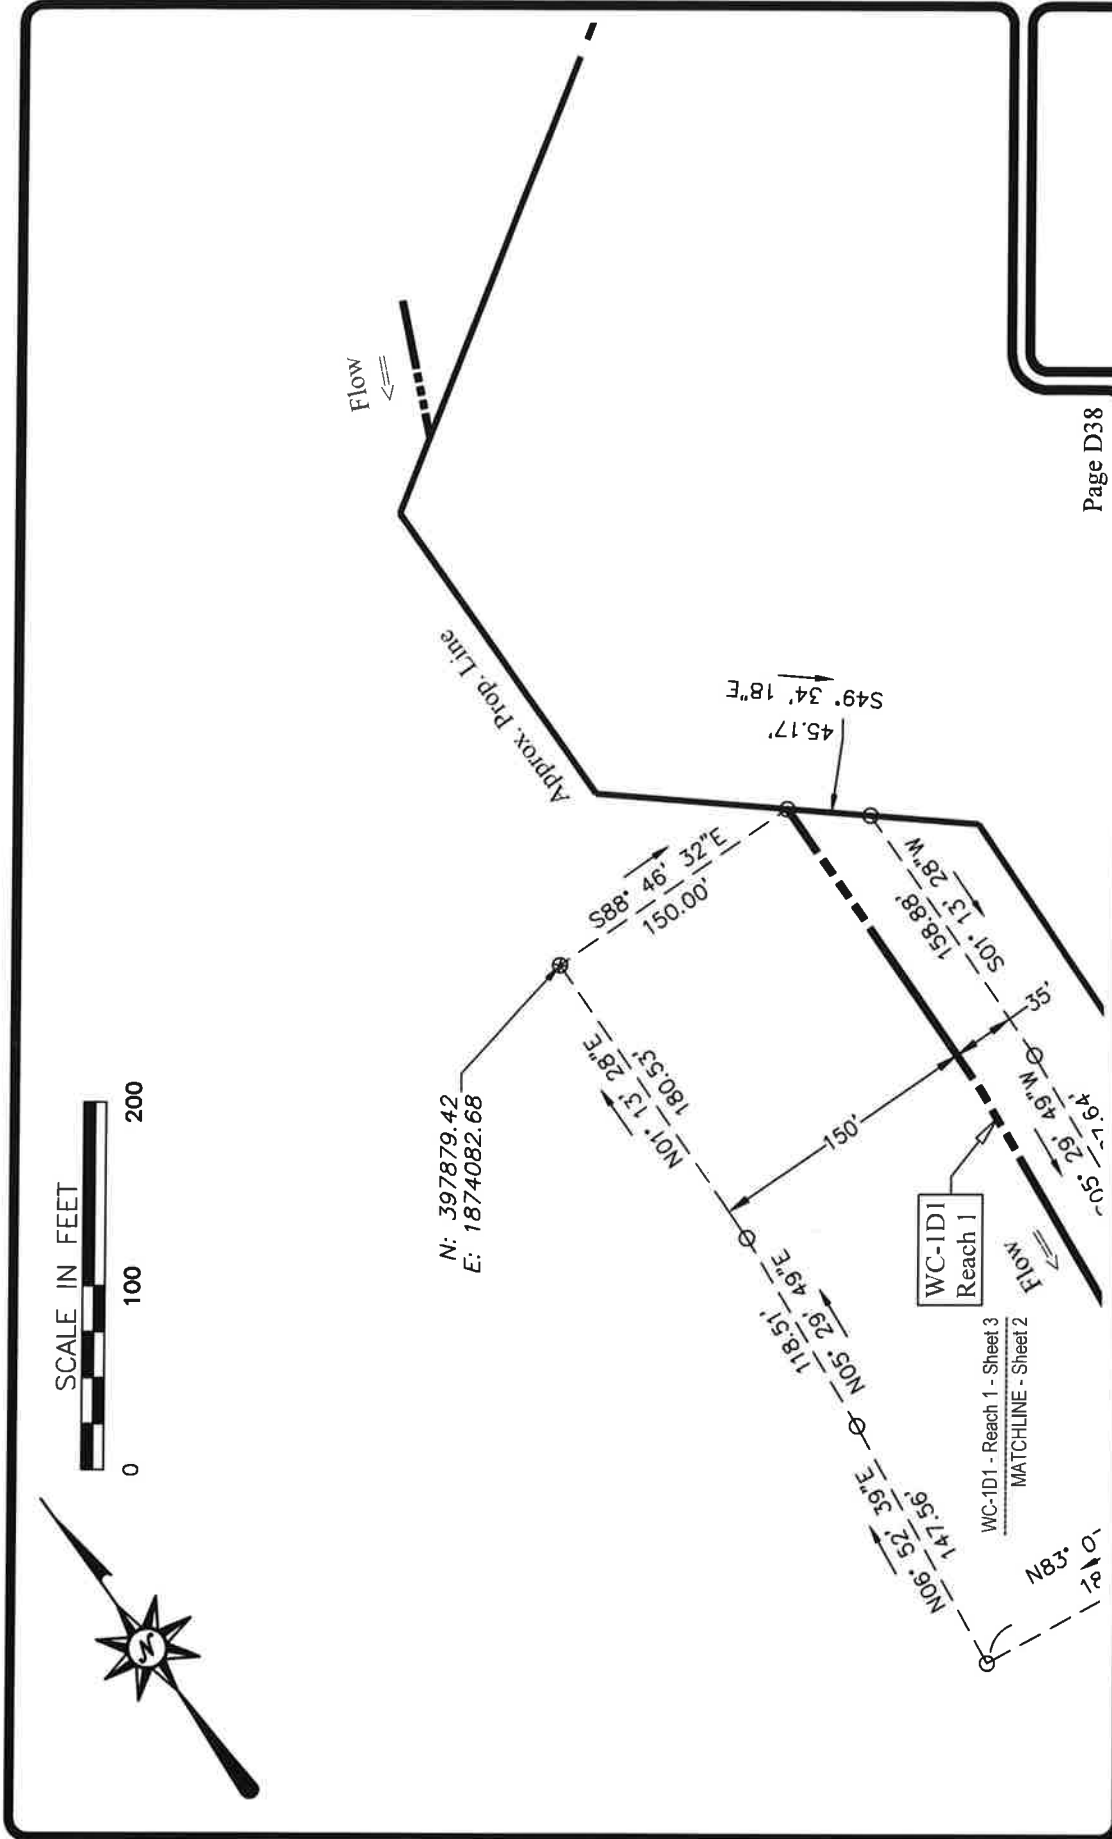 SCALE IN FEET
0
100
200
N
N: 397879.42
E: 1874082.68
Flow
Approx. Prop. Line
S88° 46' 32"E
150.00'
45.17'
S49° 34' 18"E
N01° 13' 28"E
180.53'
158.88'
S01° 13' 28"W
150'
35'
118.51'
N05° 29' 49"E
05° 29' 49"W
N06° 52' 39"E
147.56'
WC-1D1
Reach 1
Flow
WC-1D1 - Reach 1 - Sheet 3
MATCHLINE - Sheet 2
N83°
Page D38